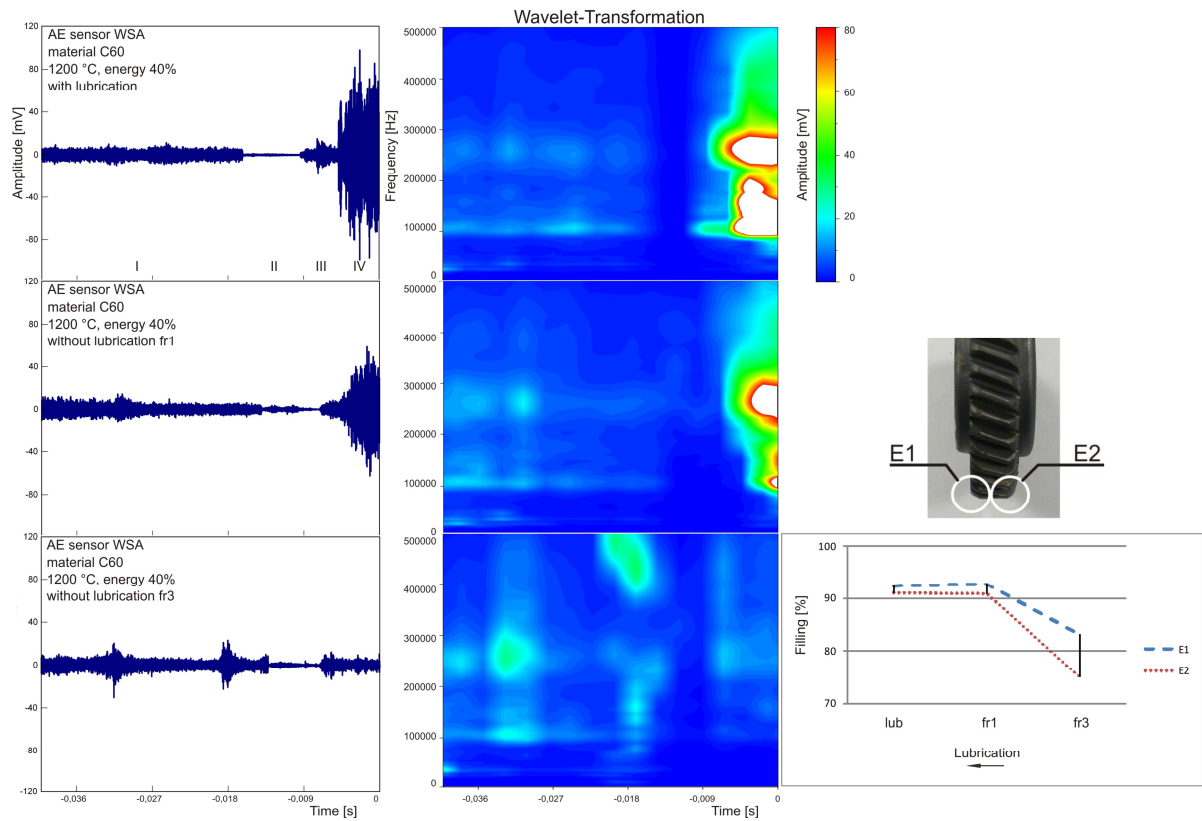 Wavelet-Transformation
120
80
40
0
-40
-80
Amplitude [mV]
AE sensor WSA
material C60
1200 °C, energy 40%
with lubrication
I
II
III
IV
500000
400000
300000
200000
100000
0
Frequency [Hz]
80
60
40
20
0
Amplitude [mV]
120
80
40
0
-40
-80
AE sensor WSA
material C60
1200 °C, energy 40%
without lubrication fr1
500000
400000
300000
200000
100000
0
E1
E2
120
80
40
0
-40
-80
-120
AE sensor WSA
material C60
1200 °C, energy 40%
without lubrication fr3
-0,036
-0,027
-0,018
-0,009
0
Time [s]
500000
400000
300000
200000
100000
0
-0,036
-0,027
-0,018
-0,009
0
Time [s]
100
90
80
70
Filling [%]
lub
fr1
fr3
Lubrication
E1
E2